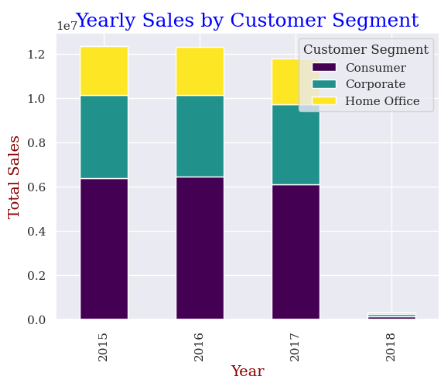 Yearly Sales by Customer Segment
1e7
Customer Segment
Consumer
Corporate
Home Office
1.2
1.0
0.8
0.6
0.4
0.2
0.0
Total Sales
2015
2016
2017
2018
Year